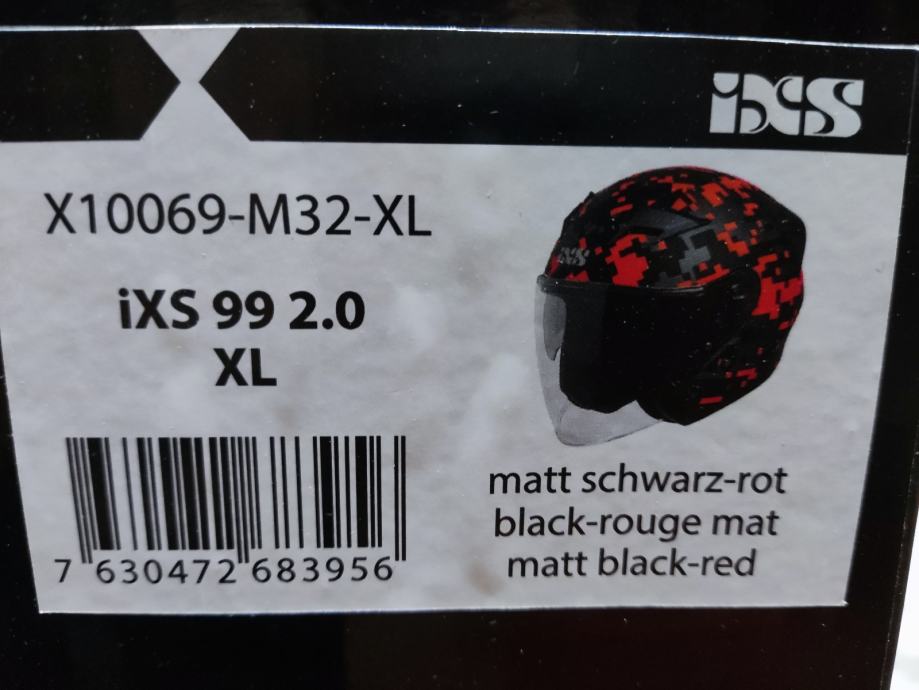 iXS
X10069-M32-XL
iXS 99 2.0
XL
7 630472 683956
iXS
matt schwarz-rot
black-rouge mat
matt black-red